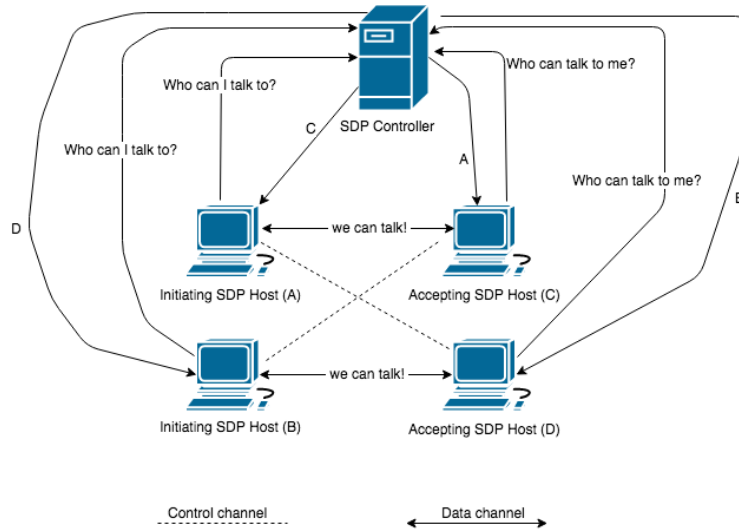 Who can I talk to?
Who can talk to me?
SDP Controller
C
Who can I talk to?
A
Who can talk to me?
D
we can talk!
Initiating SDP Host (A)
Accepting SDP Host (C)
we can talk!
Initiating SDP Host (B)
Accepting SDP Host (D)
Control channel
Data channel